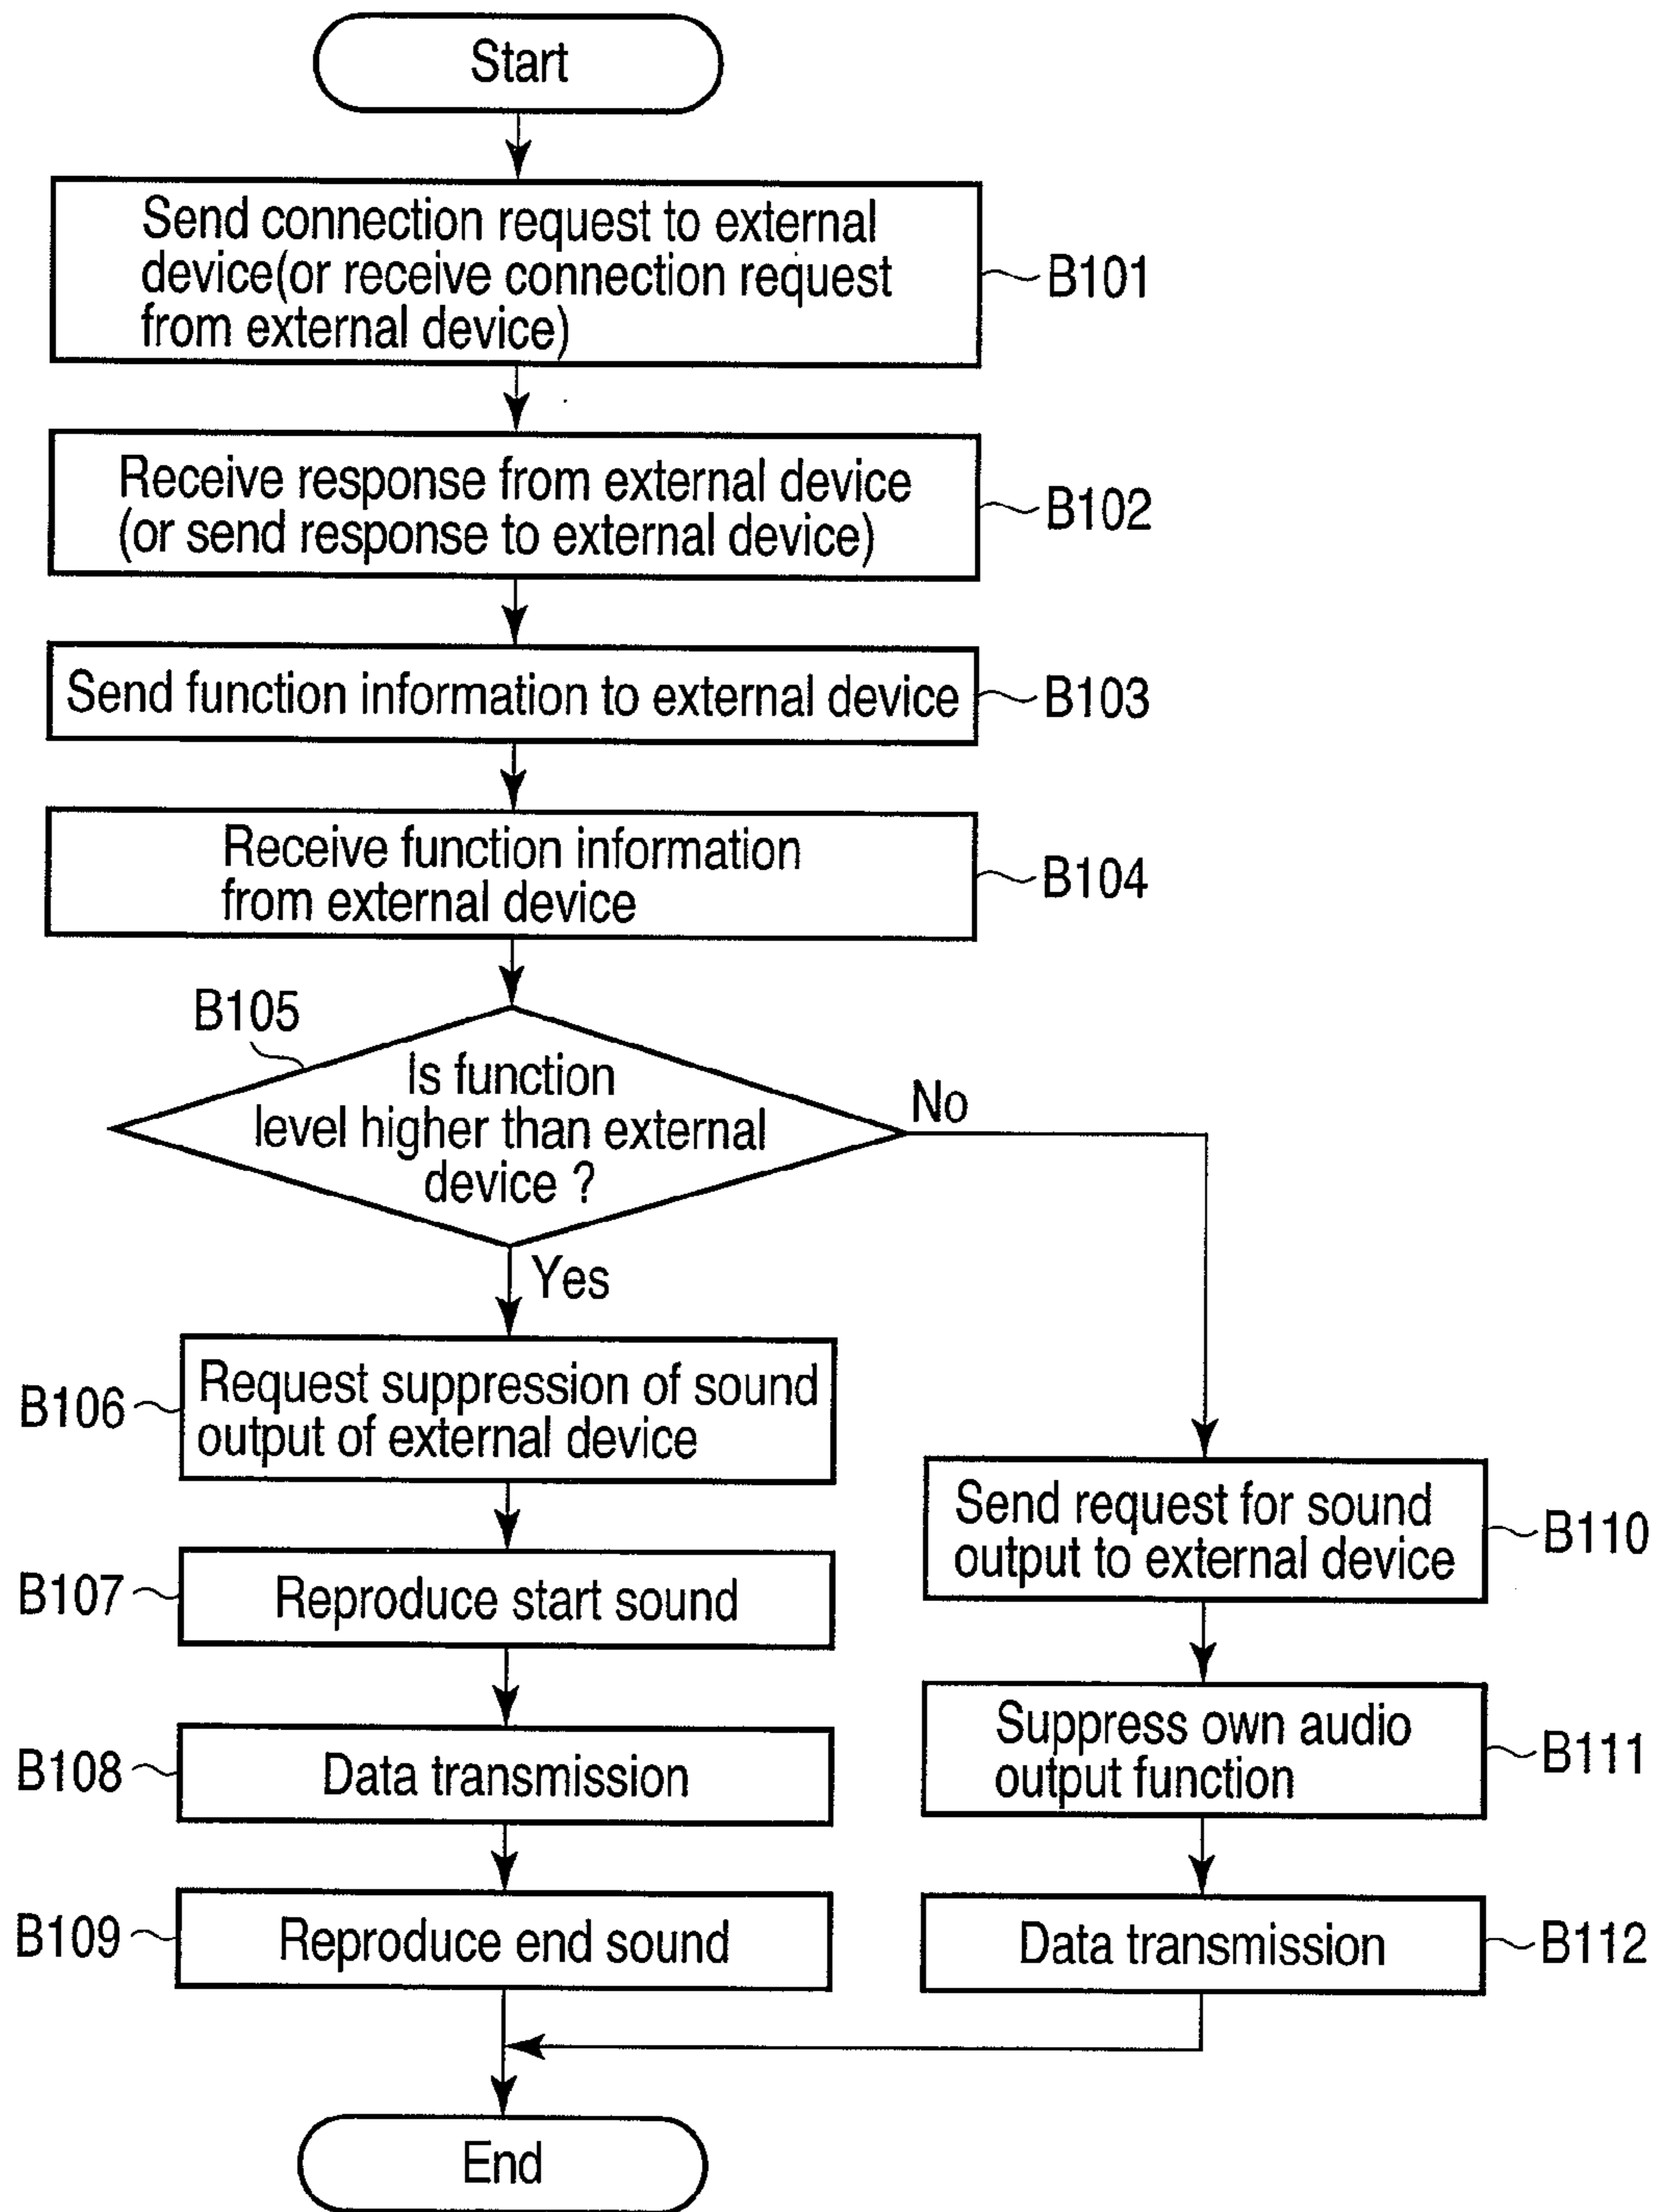 Start
Send connection request to external
device(or receive connection request
from external device)
B101
Receive response from external device
(or send response to external device)
B102
Send function information to external device
B103
Receive function information
from external device
B104
B105
Is function
level higher than external
device ?
No
Yes
B106
Request suppression of sound
output of external device
Send request for sound
output to external device
B110
B107
Reproduce start sound
Suppress own audio
output function
B111
B108
Data transmission
B109
Reproduce end sound
Data transmission
B112
End